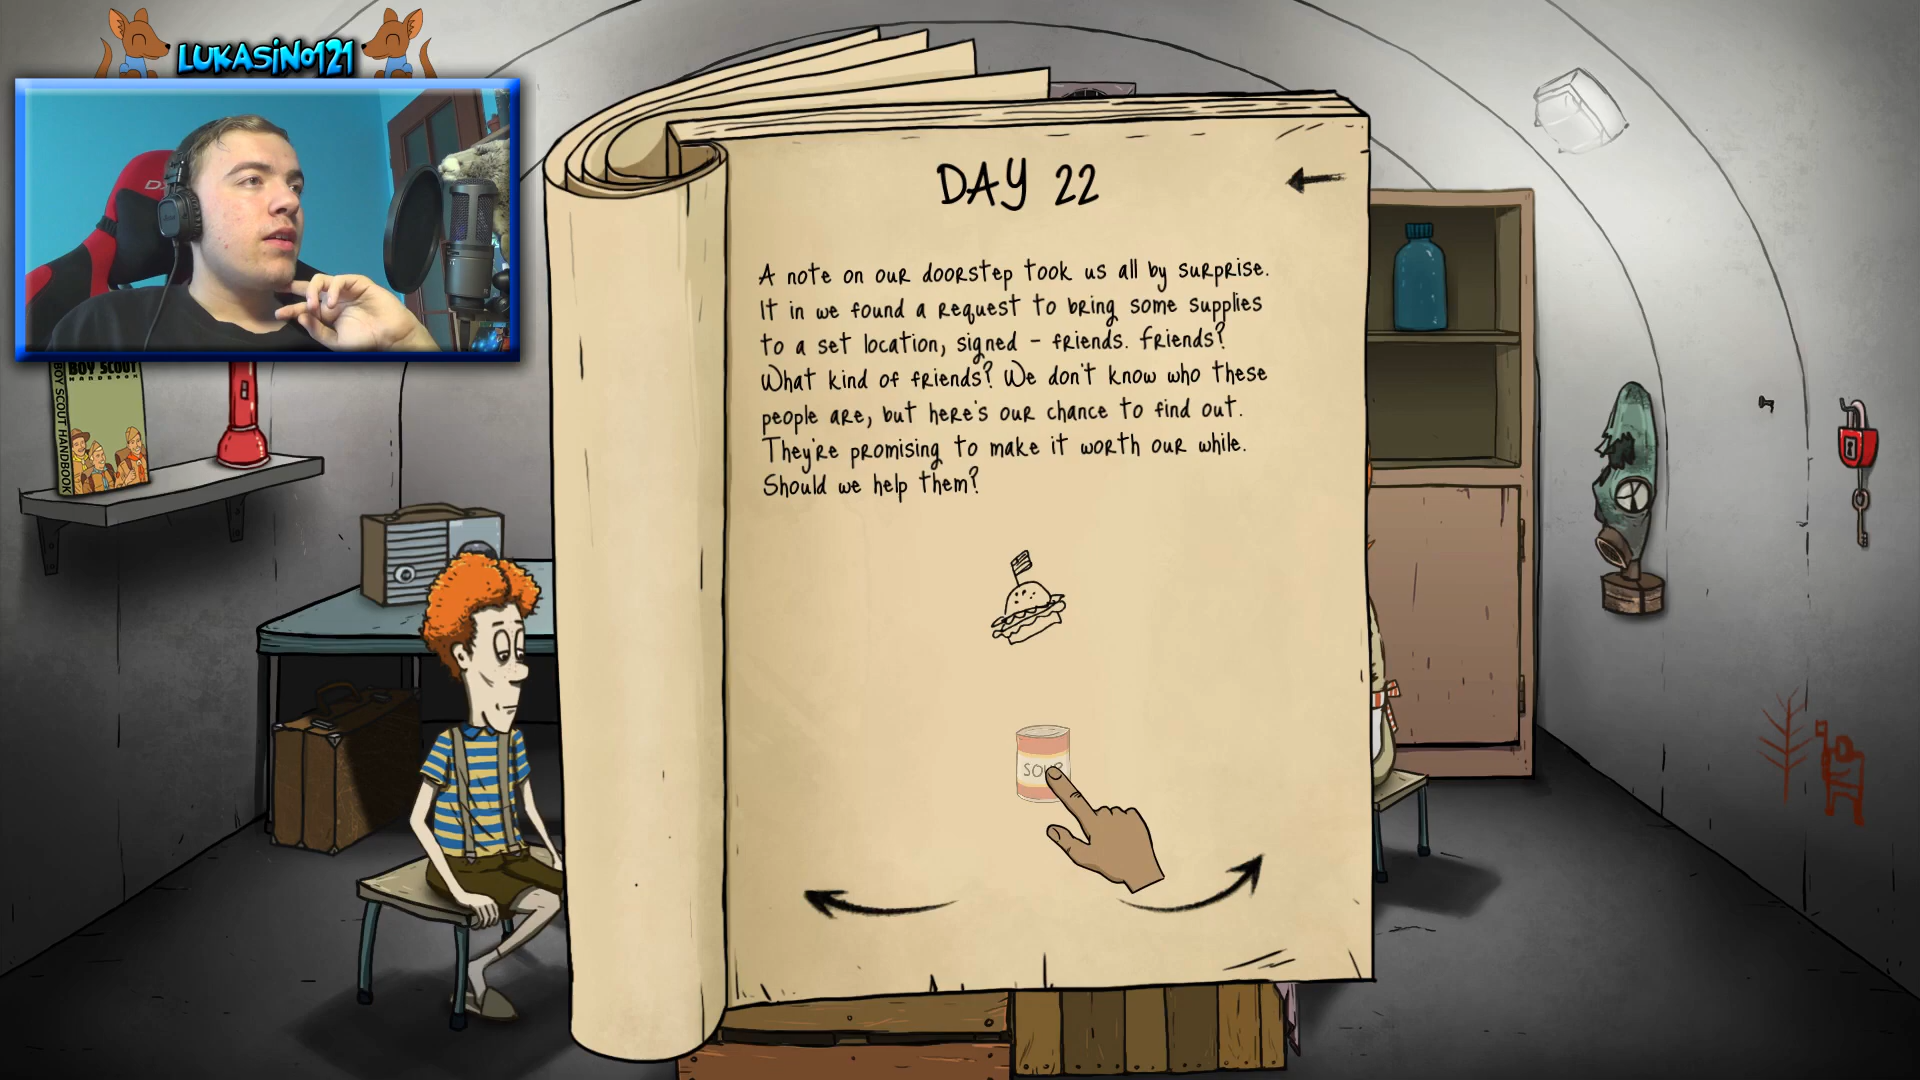 LUKASiNO121
DX
BOY SCOUT
HANDBOOK
BOY SCOUT HANDBOOK
DAY 22
A note on our doorstep took us all by surprise.
It in we found a request to bring some supplies
to a set location, signed - friends. Friends?
What kind of friends? We don't know who these
people are, but here's our chance to find out.
They're promising to make it worth our while.
Should we help them?
SOUP